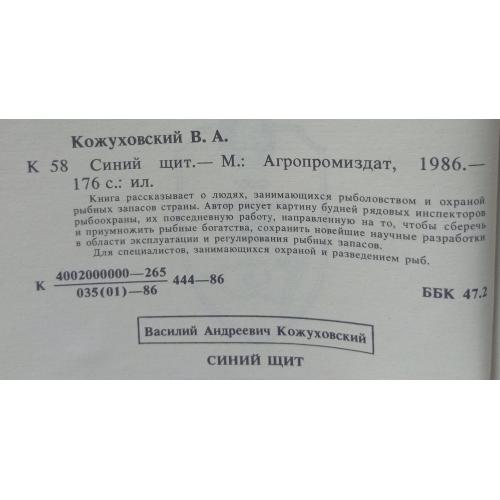 Кожуховский В. А.
К 58 Синий щит.— М.: Агропромиздат, 1986.—
176 с.: ил.
Книга рассказывает о людях, занимающихся рыболовством и охраной
рыбных запасов страны. Автор рисует картину будней рядовых инспекторов
рыбоохраны, их повседневную работу, направленную на то, чтобы сберечь
и приумножить рыбные богатства, сохранить новейшие научные разработки
в области эксплуатации и регулирования рыбных запасов.
Для специалистов, занимающихся охраной и разведением рыб.
К 4002000000—265
035(01)—86 444—86
ББК 47.2
Василий Андреевич Кожуховский
СИНИЙ ЩИТ